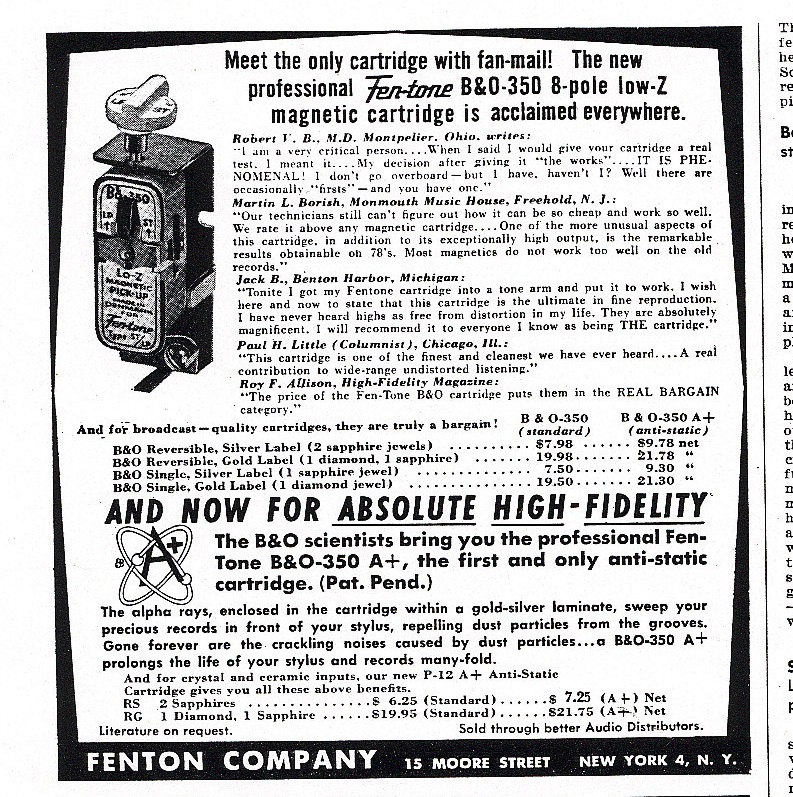 Meet the only cartridge with fan-mail! The new
professional Fen-tone B&O-350 8-pole low-Z
magnetic cartridge is acclaimed everywhere.
Robert V. B., M.D. Montpelier, Ohio, writes:
"I am a very critical person....When I said I would give your cartridge a real
test, I meant it....My decision after giving it "the works"....IT IS PHE-
NOMENAL! I don't go overboard—but I have, haven't I? Well there are
occasionally "firsts"—and you have one."
Martin L. Borish, Monmouth Music House, Freehold, N. J.:
"Our technicians still can't figure out how it can be so cheap and work so well.
We rate it above any magnetic cartridge....One of the more unusual aspects of
this cartridge, in addition to its exceptionally high output, is the remarkable
results obtainable on 78's. Most magnetics do not work too well on the old
records."
Jack B., Benton Harbor, Michigan:
"Tonite I got my Fentone cartridge into a tone arm and put it to work. I wish
here and now to state that this cartridge is the ultimate in fine reproduction.
I have never heard highs as free from distortion in my life. They are absolutely
magnificent. I will recommend it to everyone I know as being THE cartridge."
Paul H. Little (Columnist), Chicago, Ill.:
"This cartridge is one of the finest and cleanest we have ever heard....A real
contribution to wide-range undistorted listening."
Roy F. Allison, High-Fidelity Magazine:
"The price of the Fen-Tone B&O cartridge puts them in the REAL BARGAIN
category."
B&O-350
LP ST
Lo-Z
MAGNETIC
PICK-UP
MADE IN
DENMARK
FOR
Fen-tone
Type ST/LP
And for broadcast—quality cartridges, they are truly a bargain!
B & O-350 B & O-350 A+
(standard) (anti-static)
B&O Reversible, Silver Label (2 sapphire jewels) .......... $7.98 ...... $9.78 net
B&O Reversible, Gold Label (1 diamond, 1 sapphire) ....... 19.98....... 21.78 "
B&O Single, Silver Label (1 sapphire jewel) ............... 7.50....... 9.30 "
B&O Single, Gold Label (1 diamond jewel) ................ 19.50....... 21.30 "
AND NOW FOR ABSOLUTE HIGH-FIDELITY
A+
The B&O scientists bring you the professional Fen-
Tone B&O-350 A+, the first and only anti-static
cartridge. (Pat. Pend.)
The alpha rays, enclosed in the cartridge within a gold-silver laminate, sweep your
precious records in front of your stylus, repelling dust particles from the grooves.
Gone forever are the crackling noises caused by dust particles...a B&O-350 A+
prolongs the life of your stylus and records many-fold.
And for crystal and ceramic inputs, our new P-12 A+ Anti-Static
Cartridge gives you all these above benefits.
RS 2 Sapphires ................$ 6.25 (Standard)......$ 7.25 (A+) Net
RG 1 Diamond, 1 Sapphire ......$19.95 (Standard)......$21.75 (A+) Net
Literature on request. Sold through better Audio Distributors.
FENTON COMPANY 15 MOORE STREET NEW YORK 4, N. Y.